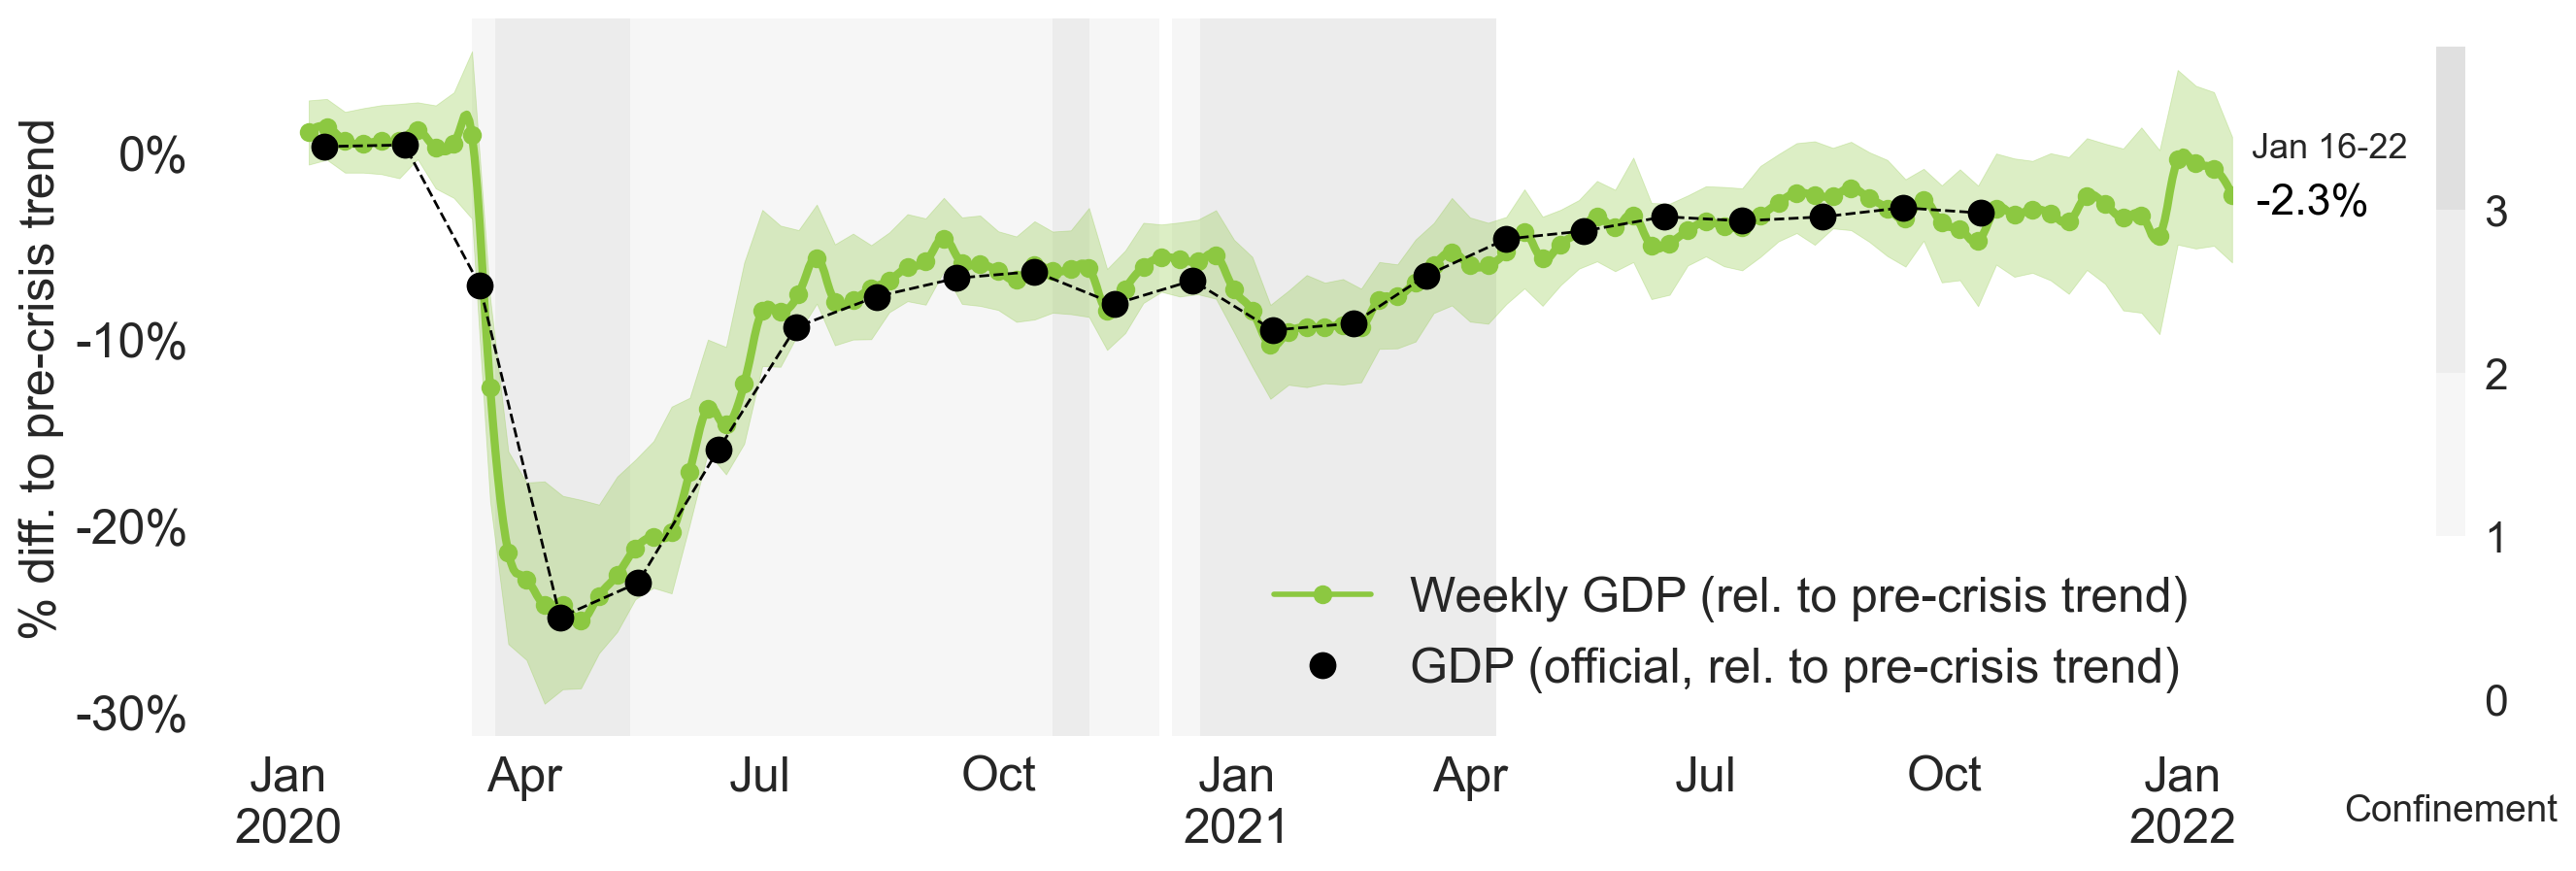 % diff. to pre-crisis trend
0%
-10%
-20%
-30%
Jan 16-22
-2.3%
3
2
1
0
Weekly GDP (rel. to pre-crisis trend)
GDP (official, rel. to pre-crisis trend)
Jan Apr Jul Oct Jan Apr Jul Oct Jan
2020 2021 2022
Confinement